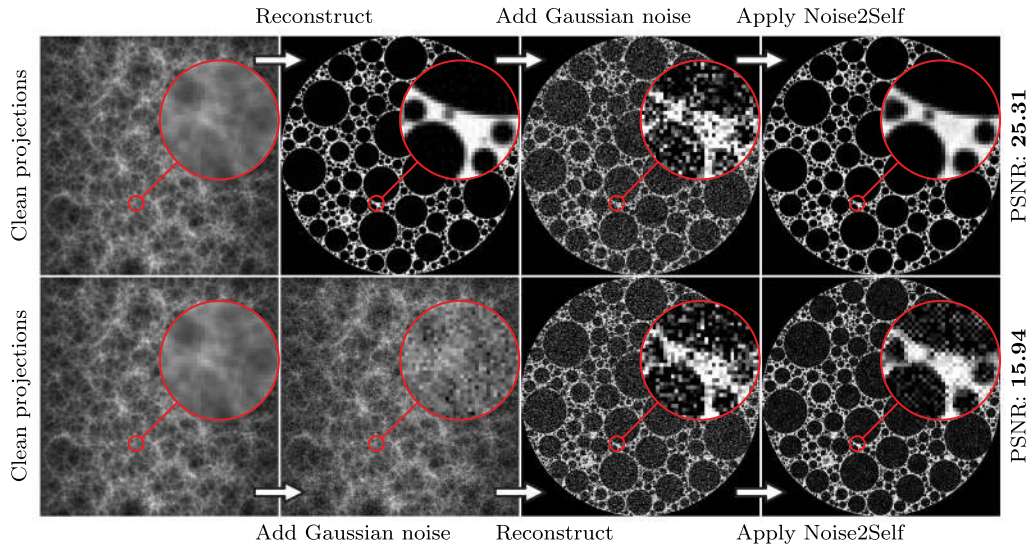 Reconstruct Add Gaussian noise Apply Noise2Self
Clean projections
PSNR: 25.31
Clean projections
PSNR: 15.94
Add Gaussian noise Reconstruct Apply Noise2Self